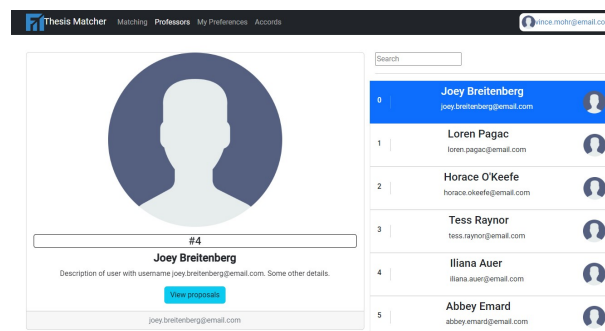 Thesis Matcher Matching Professors My Preferences Accords vince.mohr@email.co
Search
#4
Joey Breitenberg
Description of user with username joey.breitenberg@email.com. Some other details.
View proposals
joey.breitenberg@email.com
0 Joey Breitenberg
joey.breitenberg@email.com
1 Loren Pagac
loren.pagac@email.com
2 Horace O'Keefe
horace.okeefe@email.com
3 Tess Raynor
tess.raynor@email.com
4 Iliana Auer
iliana.auer@email.com
5 Abbey Emard
abbey.emard@email.com